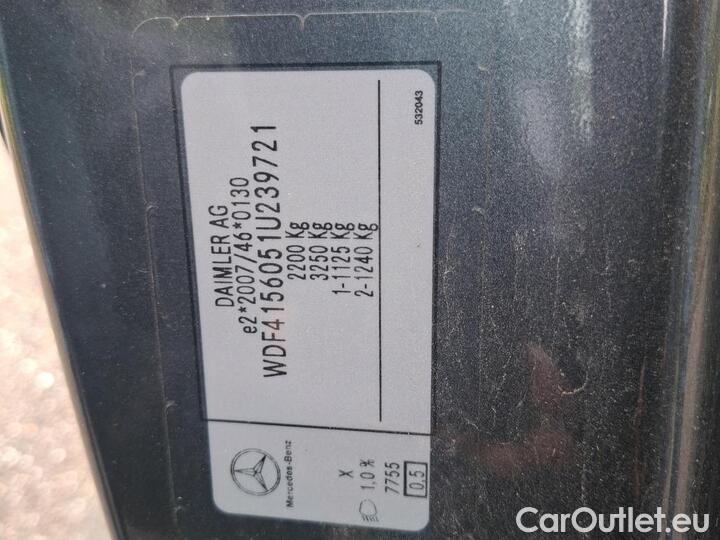 DAIMLER AG
e2*2007/46*0130
WDF4156051U239721
2200 Kg
3250 Kg
1-1125 Kg
2-1240 Kg
Mercedes-Benz
X
1,0 %
7755
0,5
532043
CarOutlet.eu